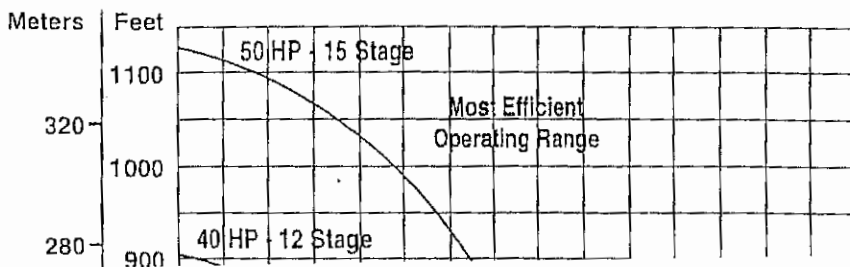 Meters Feet
50 HP - 15 Stage
1100
Most Efficient
320
Operating Range
1000
40 HP - 12 Stage
280
900